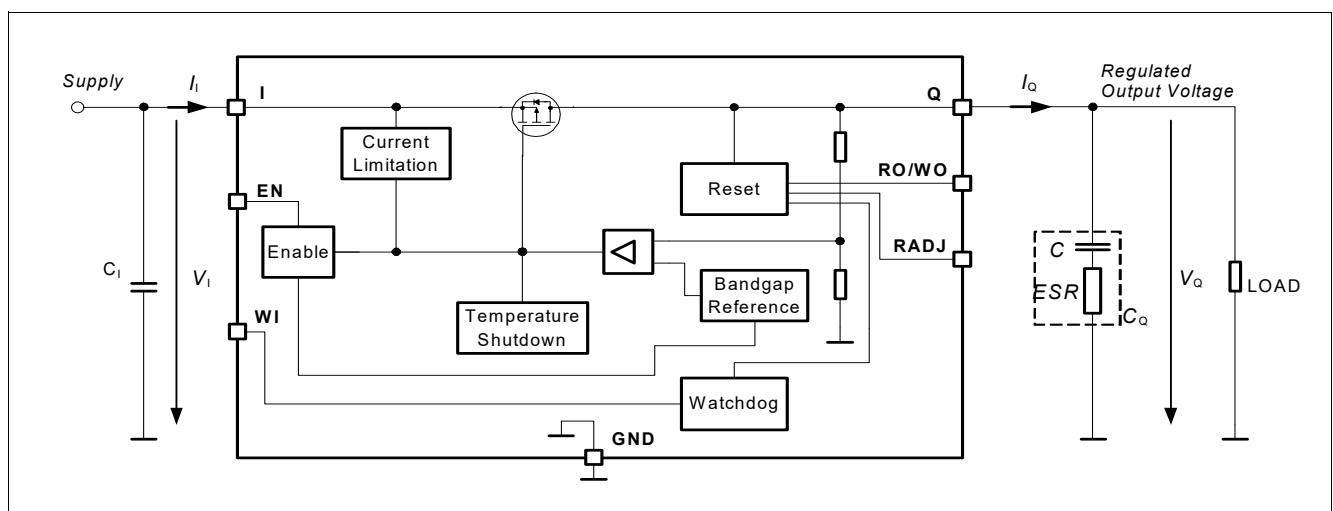 Supply
I_I
I
Q
I_Q
Regulated
Output Voltage
Current
Limitation
RO/WO
Reset
EN
RADJ
Enable
C_I
V_I
Bandgap
Reference
C
ESR
C_Q
V_Q
LOAD
WI
Temperature
Shutdown
Watchdog
GND